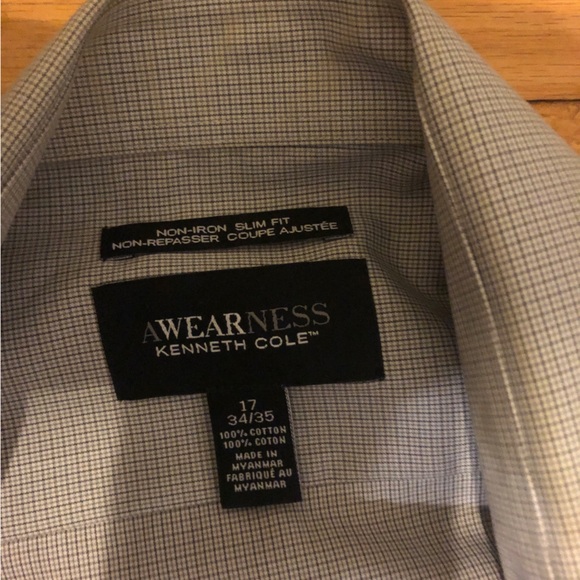 NON-IRON SLIM FIT
NON-REPASSER COUPE AJUSTÉE
AWEARNESS
KENNETH COLE™
17
34/35
100% COTTON
100% COTON
MADE IN
MYANMAR
FABRIQUÉ AU
MYANMAR